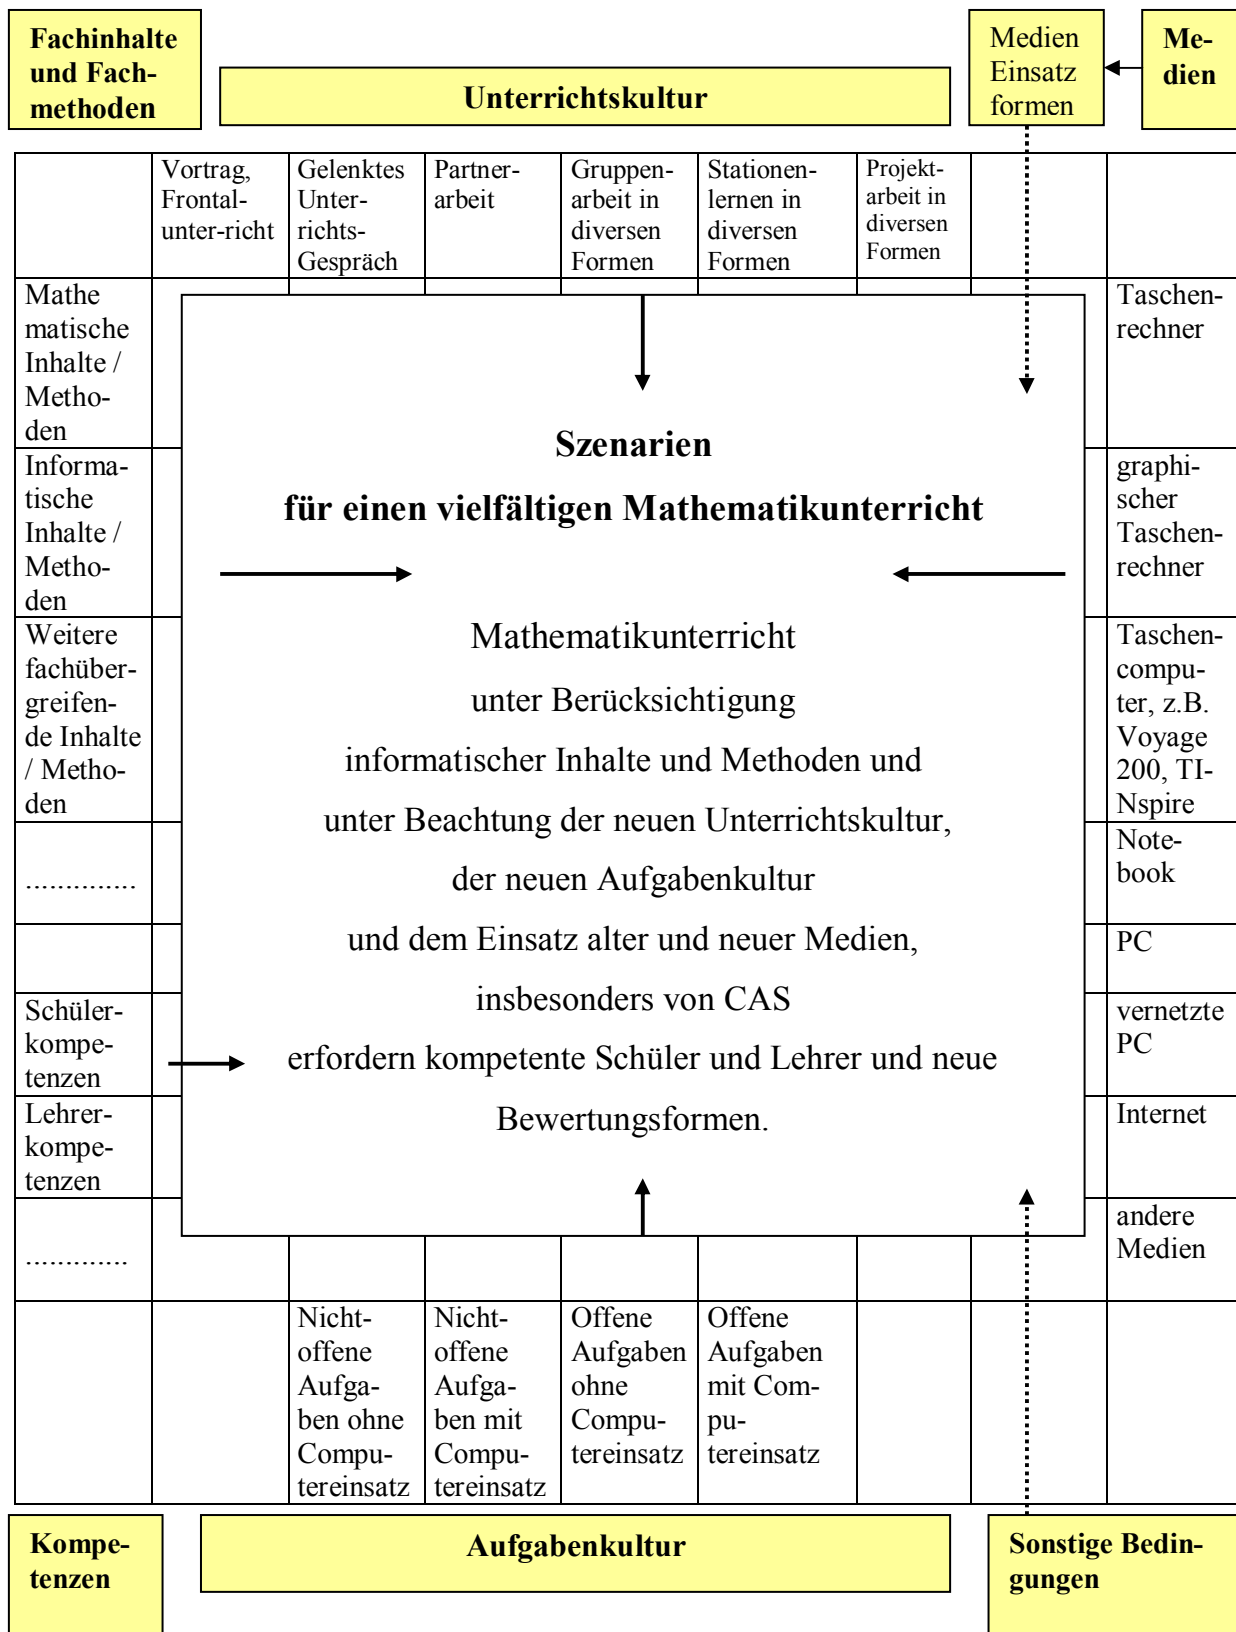 Fachinhalte
und Fach-
methoden
Unterrichtskultur
Medien
Einsatz
formen
Me-
dien
Vortrag,
Frontal-
unter-richt
Gelenktes
Unter-
richts-
Gespräch
Partner-
arbeit
Gruppen-
arbeit in
diversen
Formen
Stationen-
lernen in
diversen
Formen
Projekt-
arbeit in
diversen
Formen
Mathe
matische
Inhalte /
Metho-
den
Informa-
tische
Inhalte /
Metho-
den
Weitere
fachüber-
greifen-
de Inhalte
/ Metho-
den
..............
Schüler-
kompe-
tenzen
Lehrer-
kompe-
tenzen
.............
Szenarien
für einen vielfältigen Mathematikunterricht
Mathematikunterricht
unter Berücksichtigung
informatischer Inhalte und Methoden und
unter Beachtung der neuen Unterrichtskultur,
der neuen Aufgabenkultur
und dem Einsatz alter und neuer Medien,
insbesonders von CAS
erfordern kompetente Schüler und Lehrer und neue
Bewertungsformen.
Taschen-
rechner
graphi-
scher
Taschen-
rechner
Taschen-
compu-
ter, z.B.
Voyage
200, TI-
Nspire
Note-
book
PC
vernetzte
PC
Internet
andere
Medien
Nicht-
offene
Aufga-
ben ohne
Compu-
tereinsatz
Nicht-
offene
Aufga-
ben mit
Compu-
tereinsatz
Offene
Aufgaben
ohne
Compu-
tereinsatz
Offene
Aufgaben
mit Com-
pu-
tereinsatz
Kompe-
tenzen
Aufgabenkultur
Sonstige Bedin-
gungen